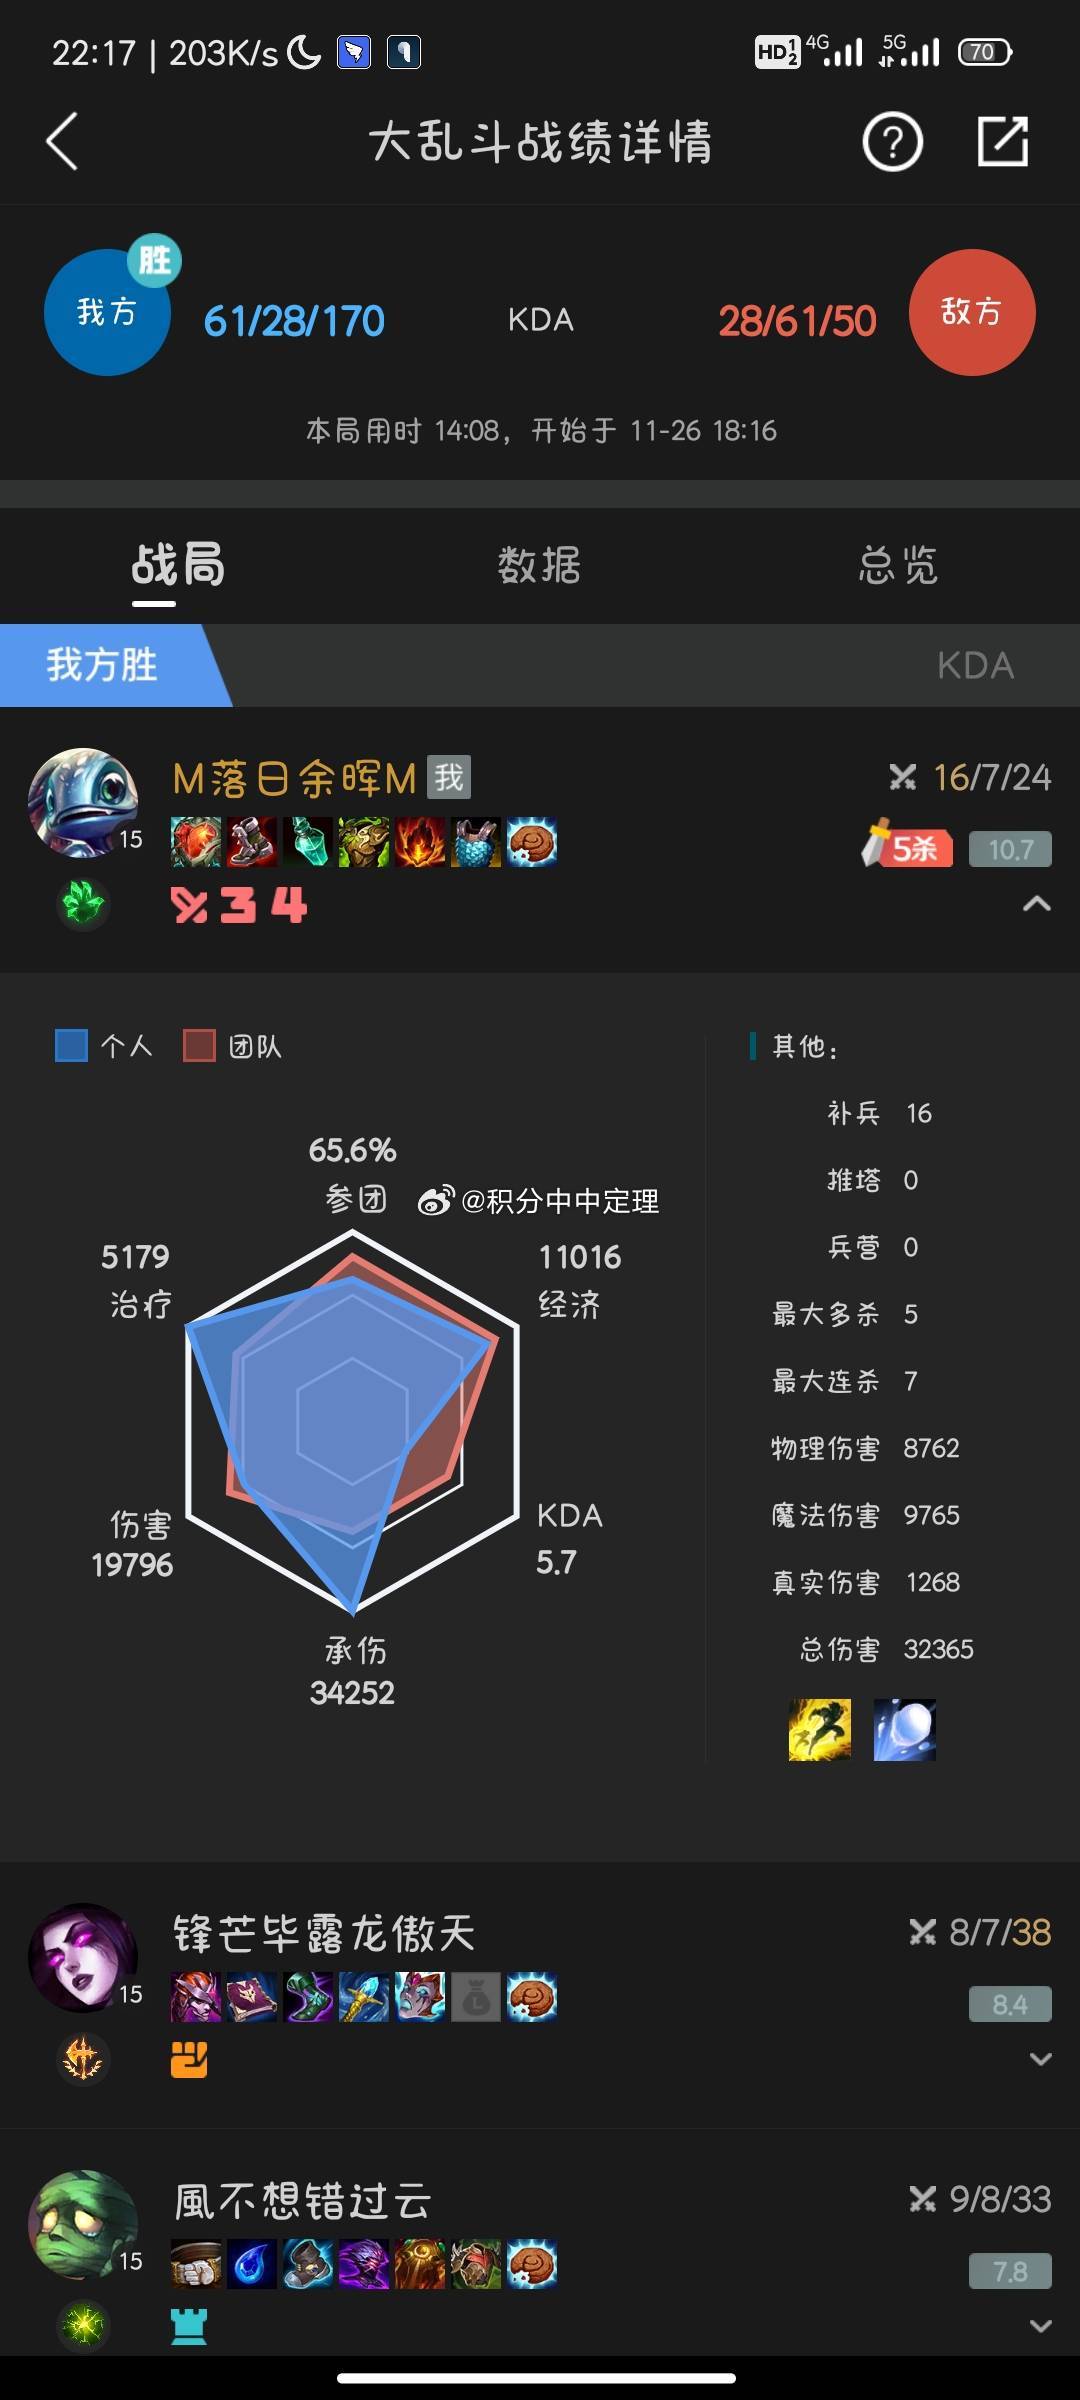 22:17 | 203K/s
HD 1 2 4G 5G 70
大乱斗战绩详情
?
胜
我方
61/28/170
KDA
28/61/50
敌方
本局用时 14:08，开始于 11-26 18:16
战局
数据
总览
我方胜
KDA
M落日余晖M
我
16/7/24
15
5杀
10.7
3 4
个人
团队
65.6%
参团
@积分中中定理
5179
治疗
11016
经济
伤害
19796
KDA
5.7
承伤
34252
其他：
补兵 16
推塔 0
兵营 0
最大多杀 5
最大连杀 7
物理伤害 8762
魔法伤害 9765
真实伤害 1268
总伤害 32365
锋芒毕露龙傲天
8/7/38
15
L
8.4
風不想错过云
9/8/33
15
7.8